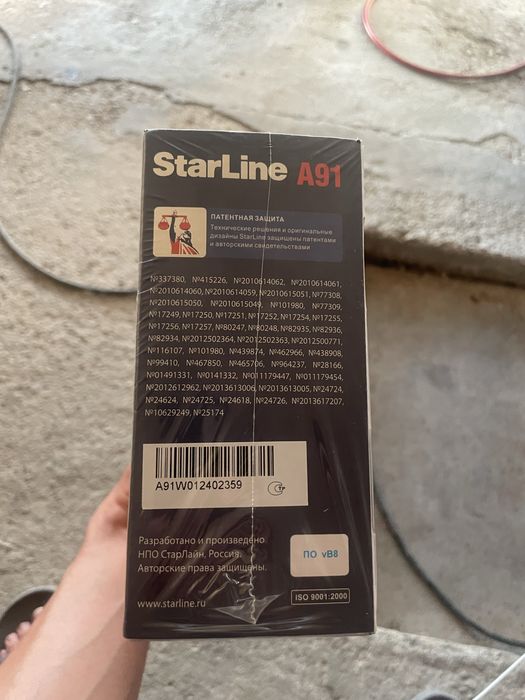 StarLine A91
ПАТЕНТНАЯ ЗАЩИТА
Технические решения и оригинальные
дизайны StarLine защищены патентами
и авторскими свидетельствами
№337380, №415226, №2010614062, №2010614061,
№2010614060, №2010614059, №2010615051, №77308,
№2010615050, №2010615049, №101980, №77309,
№17249, №17250, №17251, №17252, №17254, №17255,
№17256, №17257, №80247, №80248, №82935, №82936,
№82934, №2012502364, №2012502363, №2012500771,
№116107, №101980, №439874, №462966, №438908,
№99410, №467850, №465706, №964237, №28166,
№01491331, №0141332, №011179447, №011179454,
№2012612962, №2013613006, №2013613005, №24724,
№24624, №24725, №24618, №24726, №2013617207,
№10629249, №25174
A91W012402359
Разработано и произведено
НПО СтарЛайн, Россия.
Авторские права защищены.
ПО vB8
www.starline.ru
ISO 9001:2000